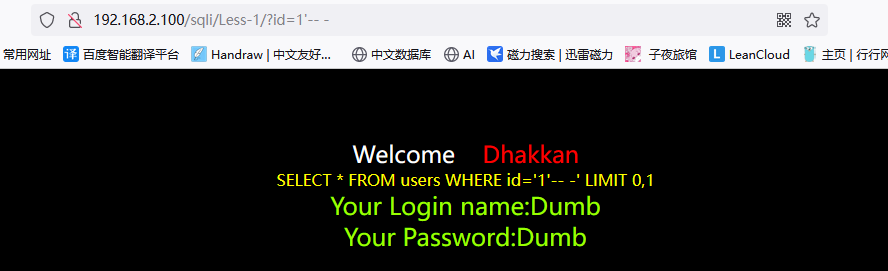 192.168.2.100/sqli/Less-1/?id=1'-- -
常用网址 译 百度智能翻译平台 Handraw | 中文友好... 中文数据库 AI 磁力搜索 | 迅雷磁力 子夜旅馆 L LeanCloud 主页 | 行行网
Welcome Dhakkan
SELECT * FROM users WHERE id='1'-- -' LIMIT 0,1
Your Login name:Dumb
Your Password:Dumb